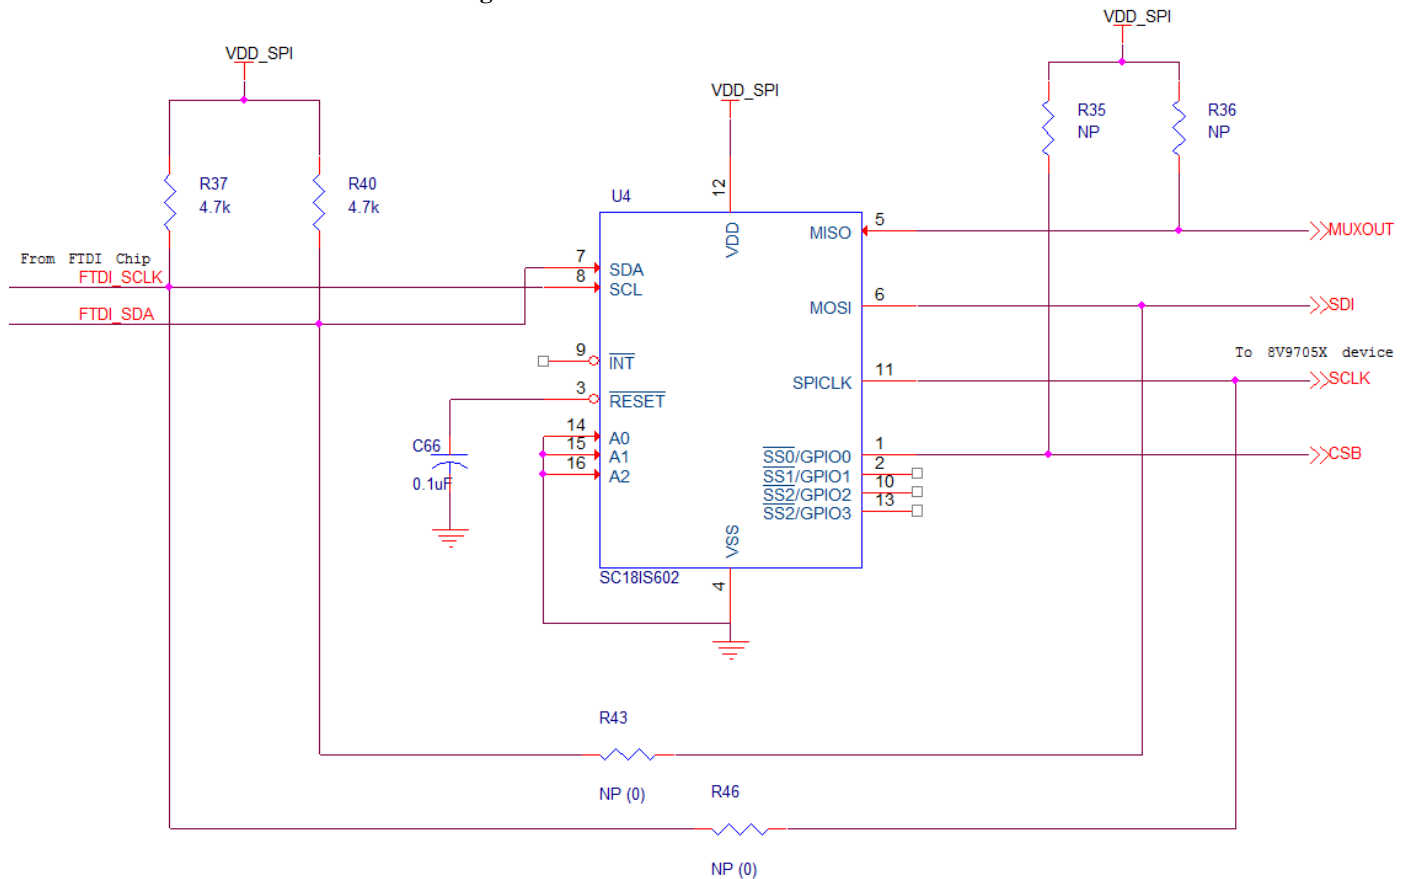 VDD_SPI
VDD_SPI
VDD_SPI
R35
NP
R36
NP
R37
4.7k
R40
4.7k
U4
12
VDD
MISO
5
MUXOUT
From FTDI Chip
FTDI_SCLK
FTDI_SDA
7
SDA
8
SCL
MOSI
6
SDI
To 8V9705X device
9
INT
SPICLK
11
SCLK
3
RESET
14
A0
15
A1
16
A2
C66
0.1uF
SS0/GPIO0
1
CSB
SS1/GPIO1
2
SS2/GPIO2
10
SS2/GPIO3
13
VSS
SC18IS602
4
R43
NP (0)
R46
NP (0)